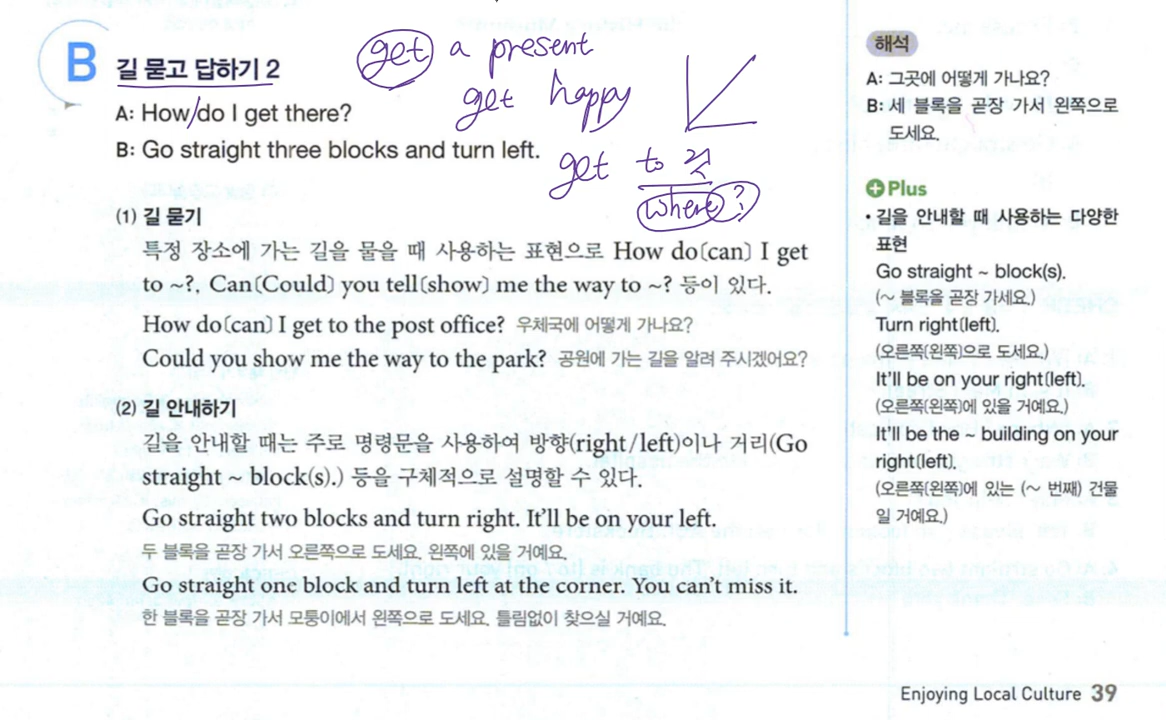 B
길 묻고 답하기 2
get a present
get happy
A: How/do I get there?
B: Go straight three blocks and turn left.
get to
where?
(1) 길 묻기
특정 장소에 가는 길을 물을 때 사용하는 표현으로 How do[can] I get
to ~?, Can[Could] you tell[show] me the way to ~? 등이 있다.
How do[can] I get to the post office? 우체국에 어떻게 가나요?
Could you show me the way to the park? 공원에 가는 길을 알려 주시겠어요?
(2) 길 안내하기
길을 안내할 때는 주로 명령문을 사용하여 방향(right/left)이나 거리(Go
straight ~ block(s).) 등을 구체적으로 설명할 수 있다.
Go straight two blocks and turn right. It’ll be on your left.
두 블록을 곧장 가서 오른쪽으로 도세요. 왼쪽에 있을 거예요.
Go straight one block and turn left at the corner. You can’t miss it.
한 블록을 곧장 가서 모퉁이에서 왼쪽으로 도세요. 틀림없이 찾으실 거예요.
해석
A: 그곳에 어떻게 가나요?
B: 세 블록을 곧장 가서 왼쪽으로
도세요.
Plus
• 길을 안내할 때 사용하는 다양한
표현
Go straight ~ block(s).
(~ 블록을 곧장 가세요.)
Turn right[left].
(오른쪽(왼쪽)으로 도세요.)
It’ll be on your right[left].
(오른쪽(왼쪽)에 있을 거예요.)
It’ll be the ~ building on your
right[left].
(오른쪽(왼쪽)에 있는 (~ 번째) 건물
일 거예요.)
Enjoying Local Culture 39